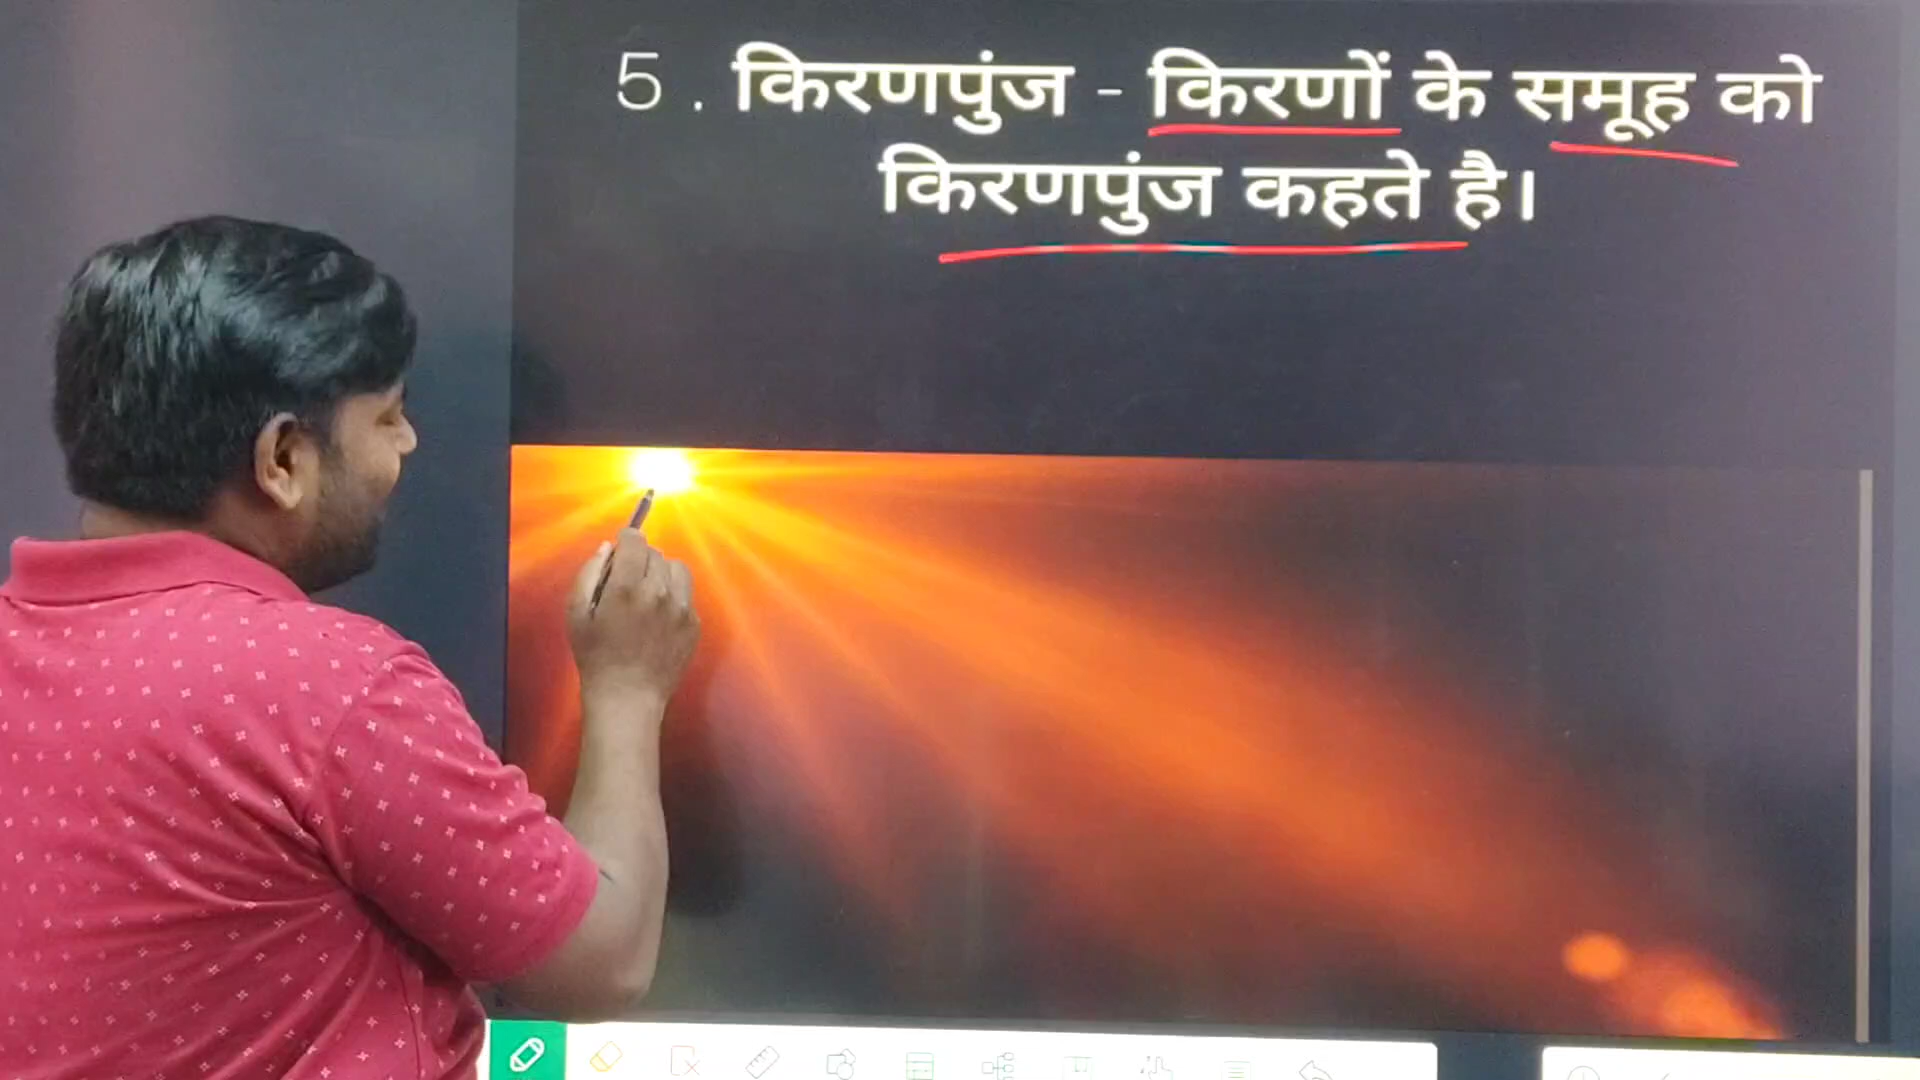 5 . किरणपुंज - किरणों के समूह को
किरणपुंज कहते है।